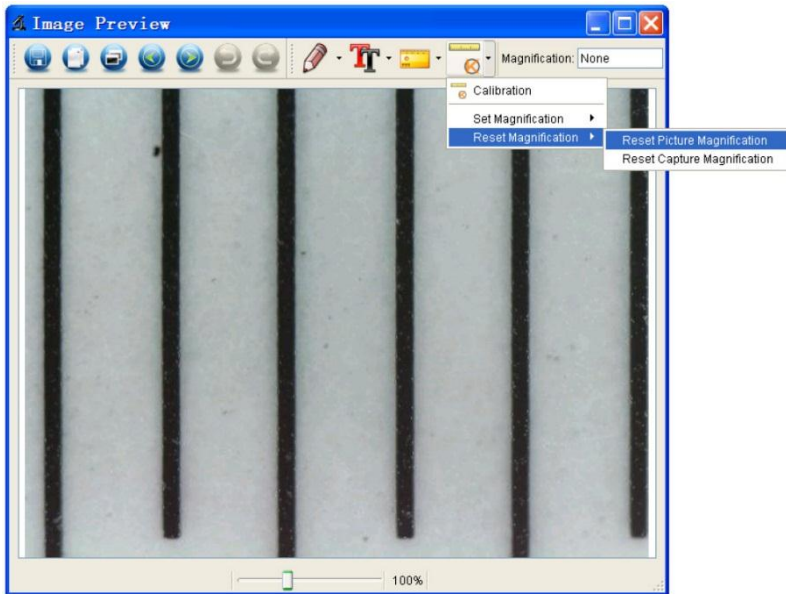 Image Preview
Magnification: None
Calibration
Set Magnification
Reset Magnification
Reset Picture Magnification
Reset Capture Magnification
100%